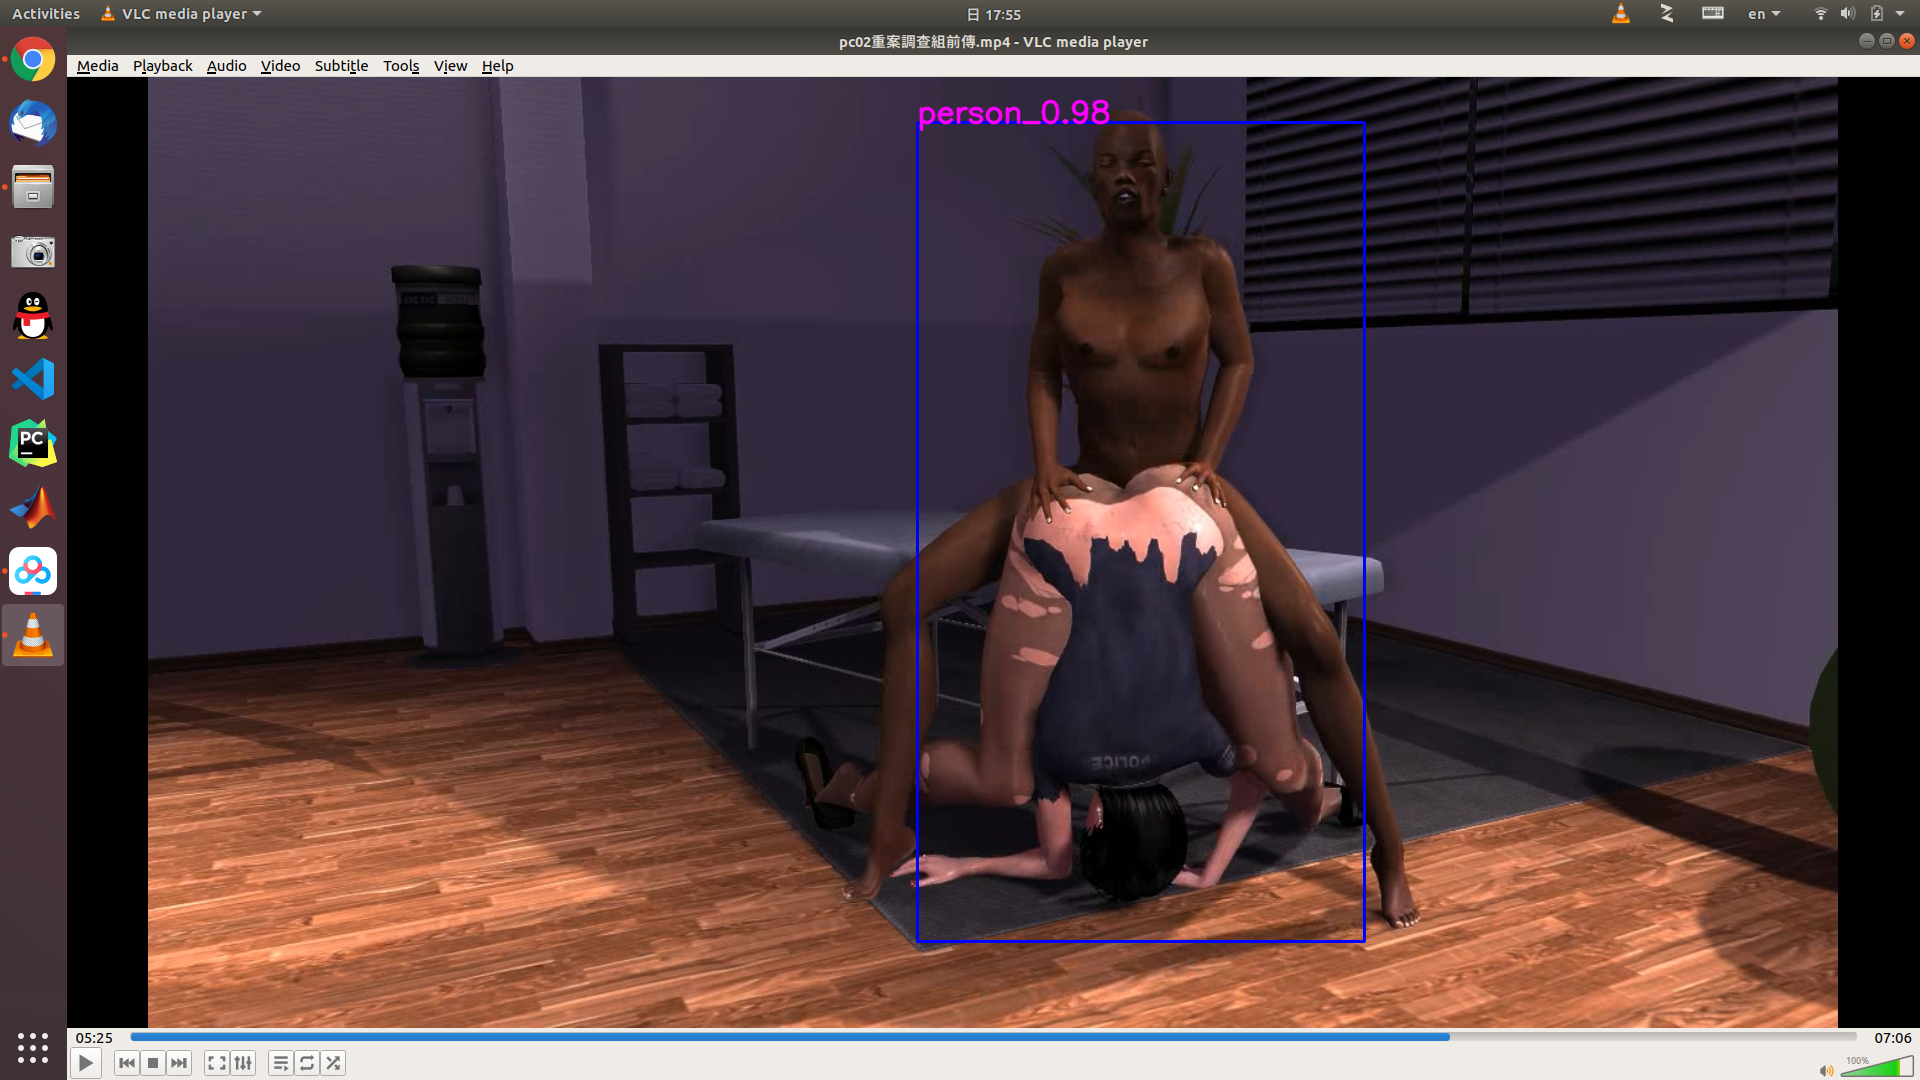 Activities
VLC media player
日 17:55
en
pc02重案調查組前傳.mp4 - VLC media player
Media Playback Audio Video Subtitle Tools View Help
person_0.98
PC
POLICE
05:25
07:06
100%